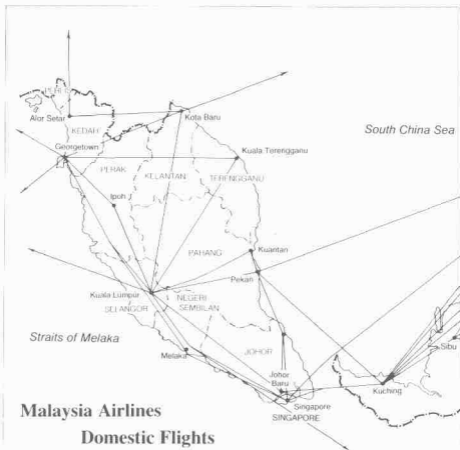 PERLIS
Alor Setar
Kota Baru
KEDAH
South China Sea
Georgetown
Kuala Terengganu
PERAK
KELANTAN
TERENGGANU
Ipoh
PAHANG
Kuantan
Pekan
Kuala Lumpur
NEGERI
SELANGOR
SEMBILAN
Straits of Melaka
Melaka
JOHOR
Sibu
Johor
Baru
Kuching
Singapore
SINGAPORE
Malaysia Airlines
Domestic Flights